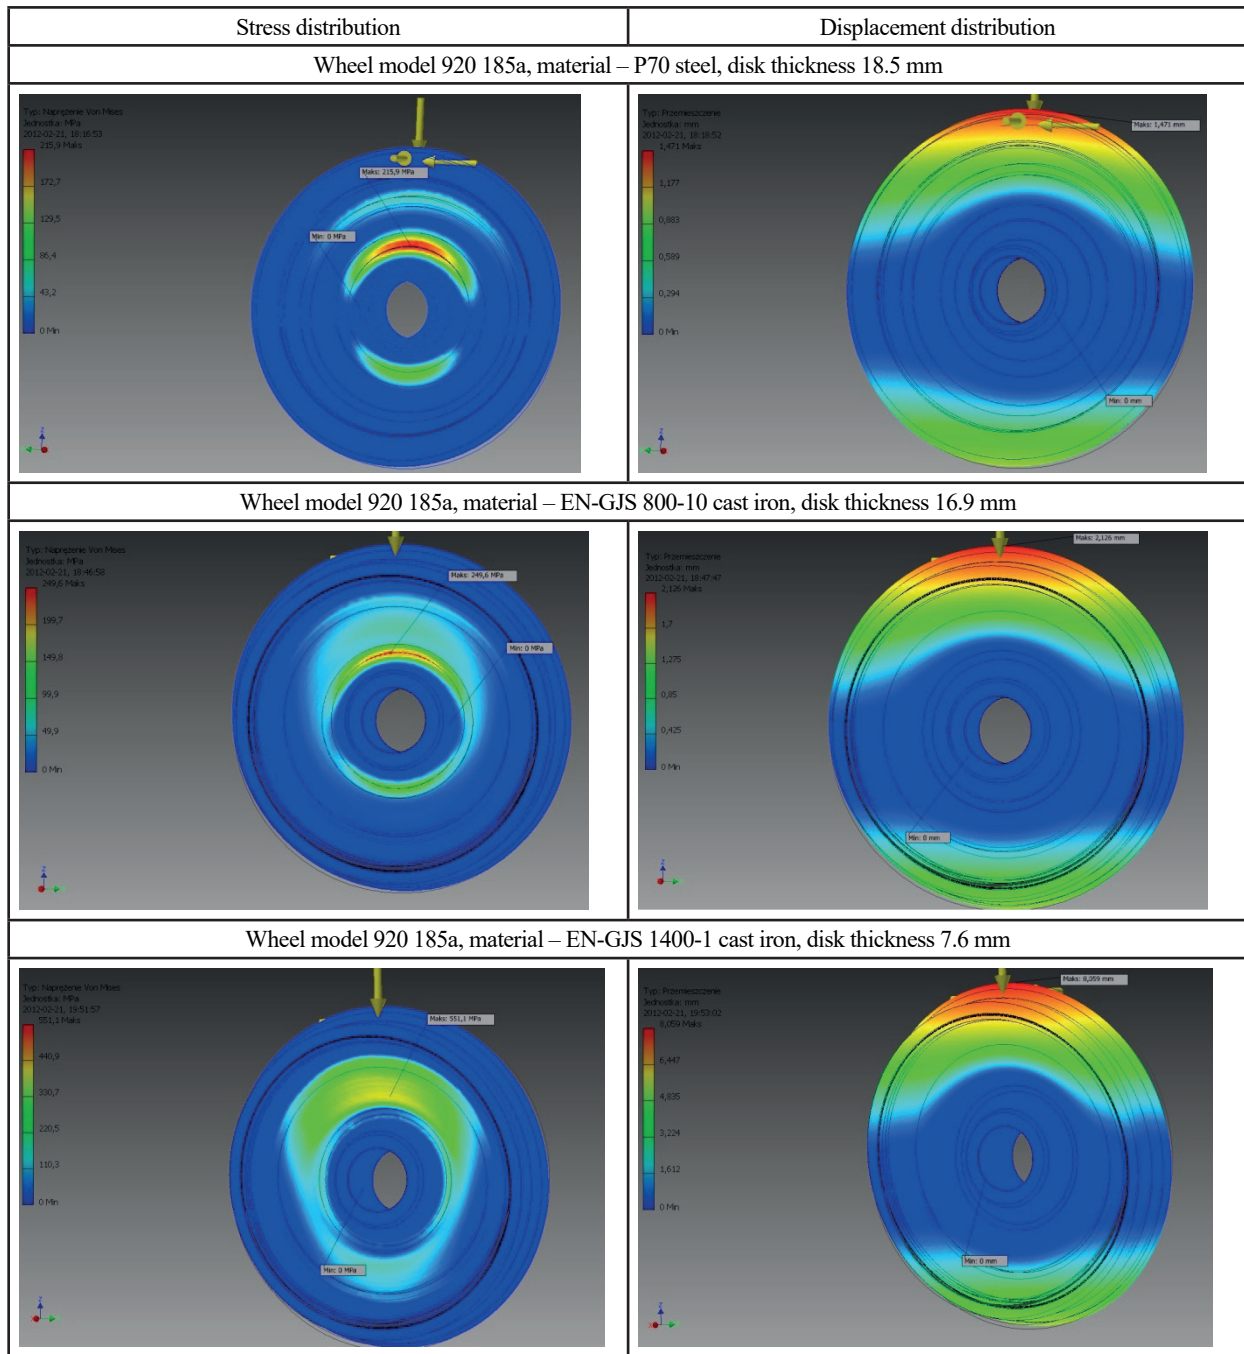 Stress distribution
Displacement distribution
Wheel model 920 185a, material – P70 steel, disk thickness 18.5 mm
Typ: Naprężenie Von Mises
Jednostka: MPa
2012-02-21, 18:16:53
215,9 Maks
172,7
129,5
86,4
43,2
0 Min
Maks: 215,9 MPa
Min: 0 MPa
Z
Typ: Przemieszczenie
Jednostka: mm
2012-02-21, 18:18:52
1,471 Maks
1,177
0,883
0,589
0,294
0 Min
Maks: 1,471 mm
Min: 0 mm
Z
Wheel model 920 185a, material – EN-GJS 800-10 cast iron, disk thickness 16.9 mm
Typ: Naprężenie Von Mises
Jednostka: MPa
2012-02-21, 18:46:58
249,6 Maks
199,7
149,8
99,9
49,9
0 Min
Maks: 249,6 MPa
Min: 0 MPa
Z
Typ: Przemieszczenie
Jednostka: mm
2012-02-21, 18:47:47
2,126 Maks
1,7
1,275
0,85
0,425
0 Min
Maks: 2,126 mm
Min: 0 mm
Z
Wheel model 920 185a, material – EN-GJS 1400-1 cast iron, disk thickness 7.6 mm
Typ: Naprężenie Von Mises
Jednostka: MPa
2012-02-21, 19:51:57
551,1 Maks
440,9
330,7
220,5
110,3
0 Min
Maks: 551,1 MPa
Min: 0 MPa
Z
Typ: Przemieszczenie
Jednostka: mm
2012-02-21, 19:53:02
8,059 Maks
6,447
4,835
3,224
1,612
0 Min
Maks: 8,059 mm
Min: 0 mm
Z